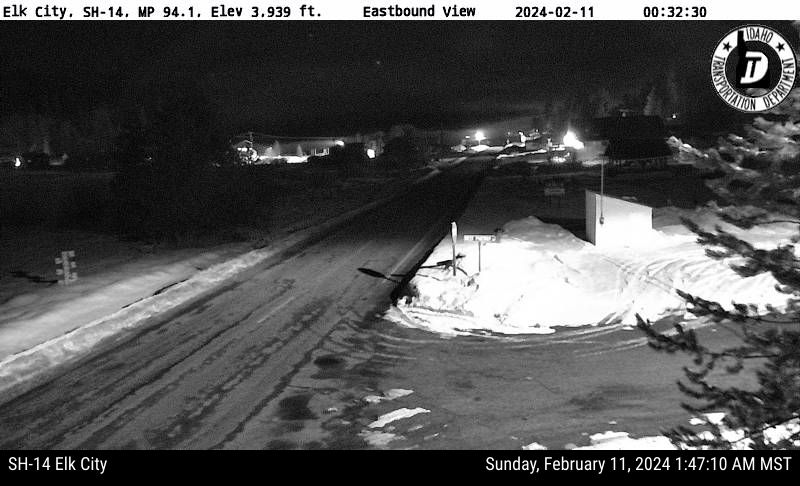 Elk City, SH-14, MP 94.1, Elev 3,939 ft. Eastbound View 2024-02-11 00:32:30
IDAHO
TRANSPORTATION DEPARTMENT
SH-14 Elk City Sunday, February 11, 2024 1:47:10 AM MST